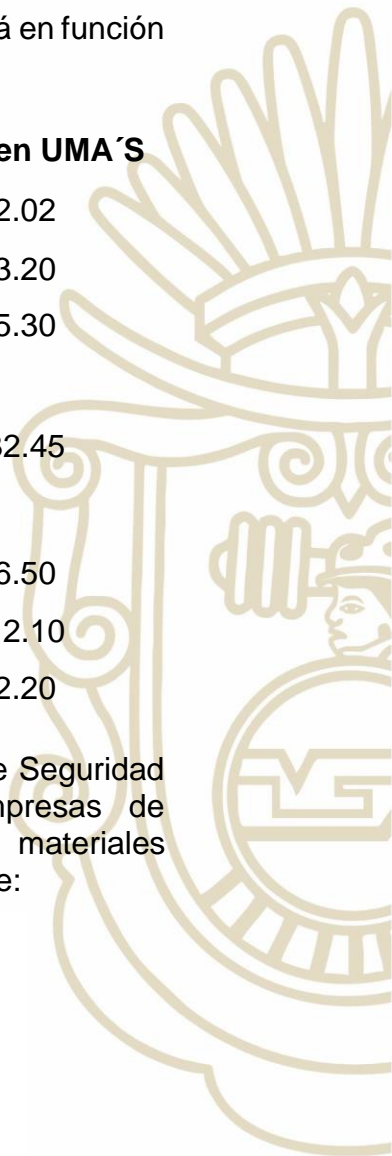 á en función
en UMA´S
2.02
3.20
5.30
32.45
6.50
2.10
2.20
e Seguridad
presas de
materiales
e: